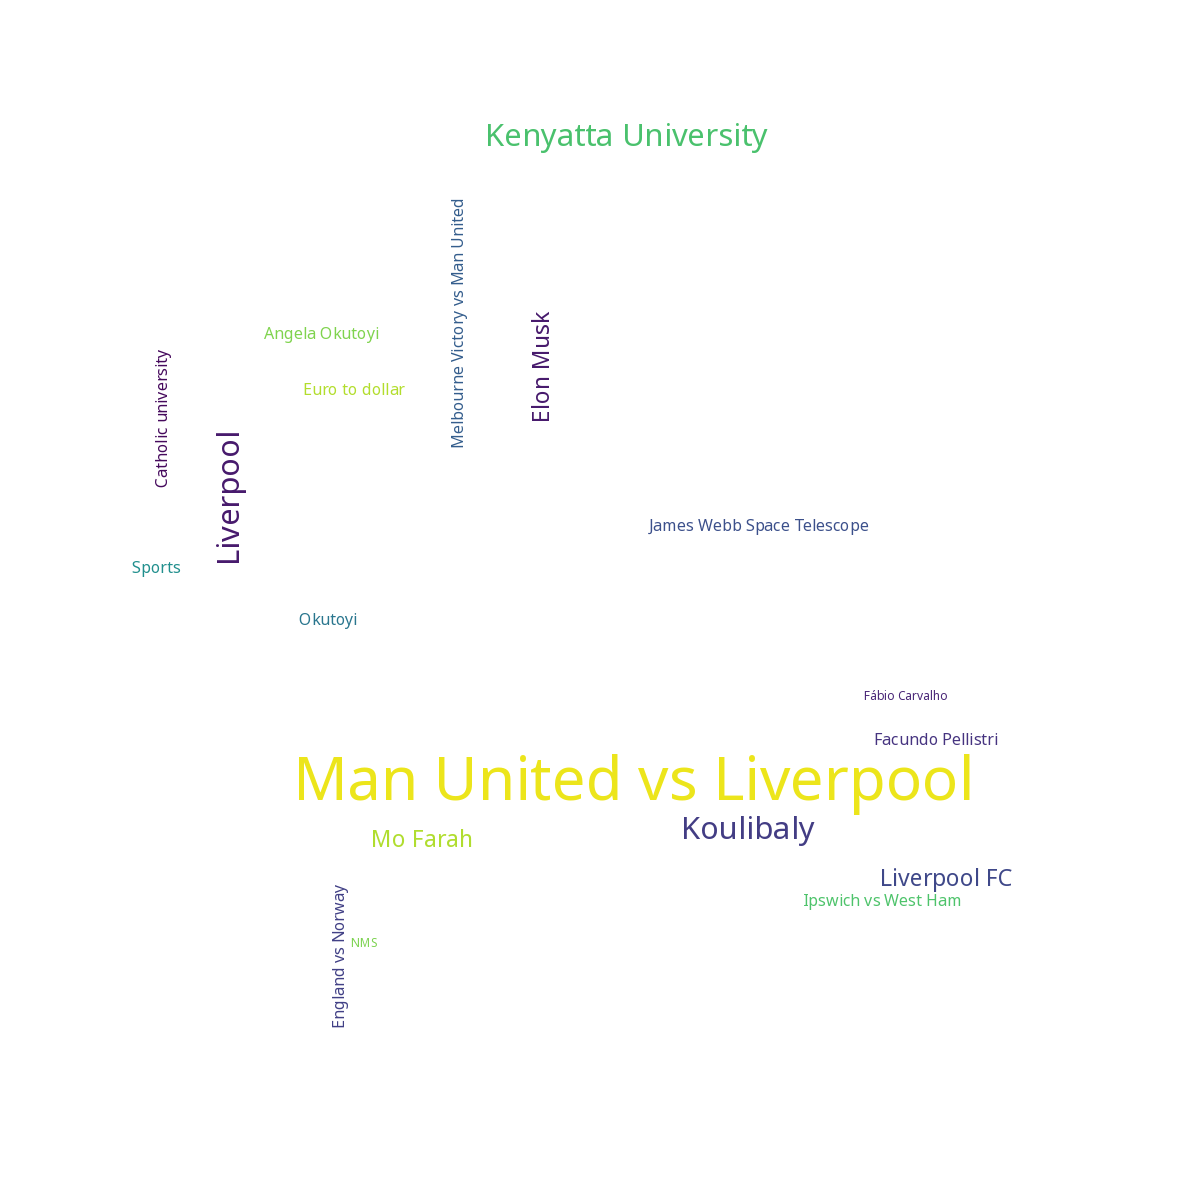 Kenyatta University
Melbourne Victory vs Man United
Elon Musk
Angela Okutoyi
Catholic university
Euro to dollar
Liverpool
James Webb Space Telescope
Sports
Okutoyi
Fábio Carvalho
Facundo Pellistri
Man United vs Liverpool
Koulibaly
Mo Farah
Liverpool FC
Ipswich vs West Ham
England vs Norway
NMS